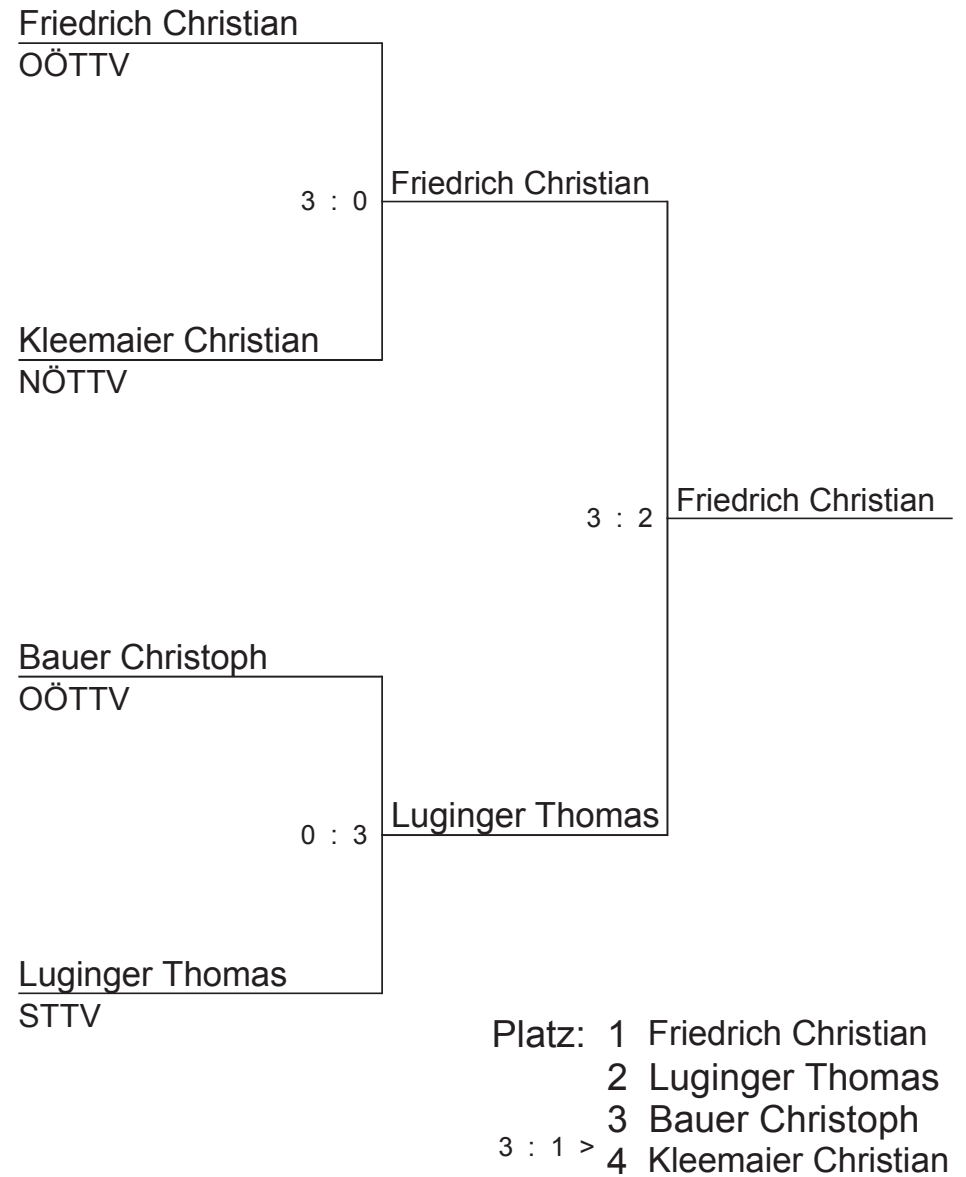 Friedrich Christian
OÖTTV
3 : 0
Friedrich Christian
Kleemaier Christian
NÖTTV
3 : 2
Friedrich Christian
Bauer Christoph
OÖTTV
0 : 3
Luginger Thomas
Luginger Thomas
STTV
Platz: 1 Friedrich Christian
2 Luginger Thomas
3 Bauer Christoph
3 : 1 >
4 Kleemaier Christian